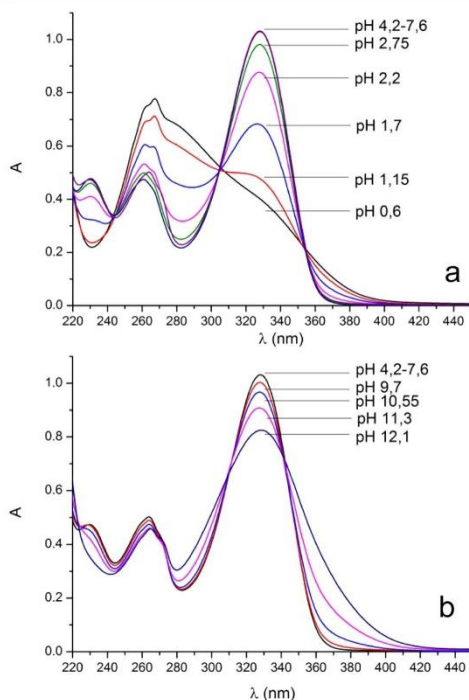 pH 4,2-7,6
pH 2,75
pH 2,2
pH 1,7
pH 1,15
pH 0,6
a
A
1.0
0.8
0.6
0.4
0.2
0.0
220 240 260 280 300 320 340 360 380 400 420 440
λ (nm)
pH 4,2-7,6
pH 9,7
pH 10,55
pH 11,3
pH 12,1
b
A
1.0
0.8
0.6
0.4
0.2
0.0
220 240 260 280 300 320 340 360 380 400 420 440
λ (nm)